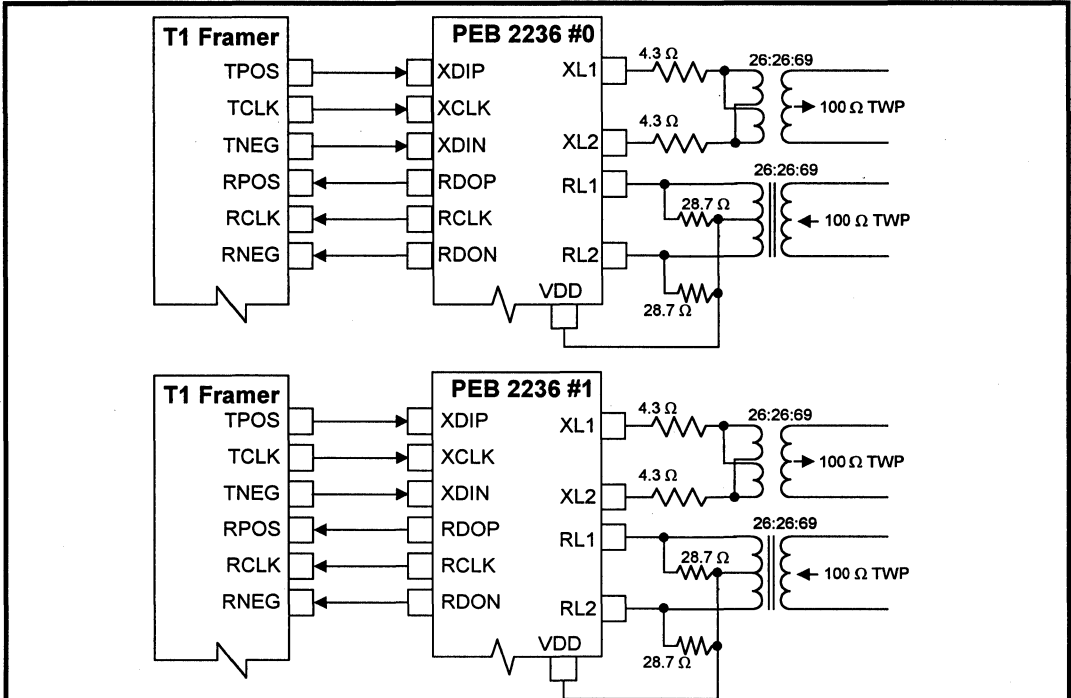 T1 Framer
TPOS
TCLK
TNEG
RPOS
RCLK
RNEG
PEB 2236 #0
XDIP
XCLK
XDIN
RDOP
RCLK
RDON
XL1
XL2
RL1
RL2
VDD
4.3 Ω
4.3 Ω
26:26:69
100 Ω TWP
26:26:69
28.7 Ω
100 Ω TWP
28.7 Ω
T1 Framer
TPOS
TCLK
TNEG
RPOS
RCLK
RNEG
PEB 2236 #1
XDIP
XCLK
XDIN
RDOP
RCLK
RDON
XL1
XL2
RL1
RL2
VDD
4.3 Ω
4.3 Ω
26:26:69
100 Ω TWP
26:26:69
28.7 Ω
100 Ω TWP
28.7 Ω